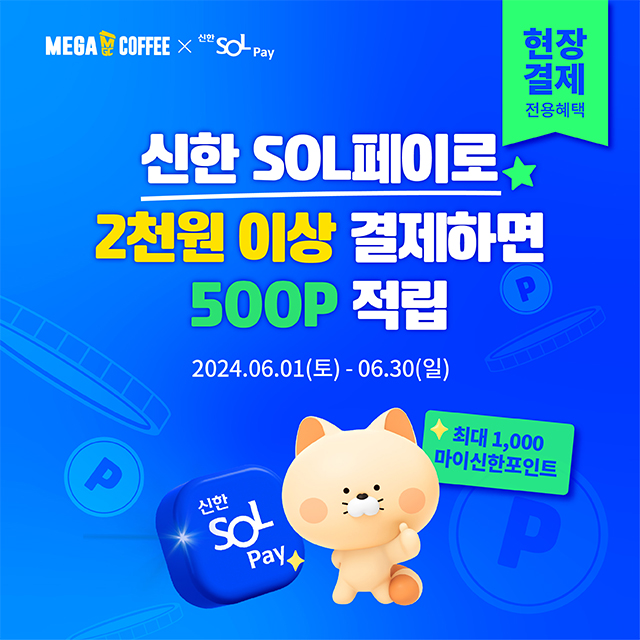 MEGA MGC COFFEE × 신한 SOL Pay
현장
결제
전용혜택
신한 SOL페이로
2천원 이상 결제하면
500P 적립
2024.06.01(토) - 06.30(일)
P
최대 1,000
마이신한포인트
P
신한
SOL
Pay
P